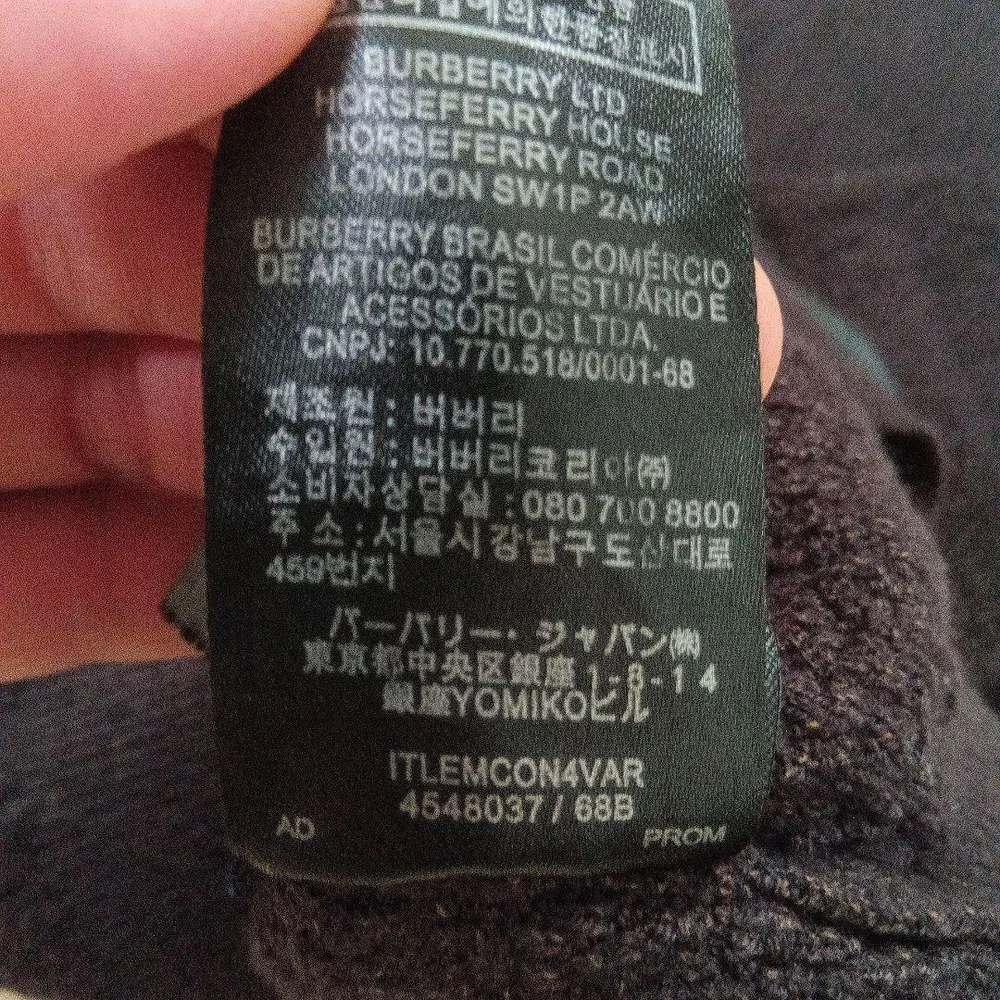 BURBERRY LTD
HORSEFERRY HOUSE
HORSEFERRY ROAD
LONDON SW1P 2AW
BURBERRY BRASIL COMÉRCIO
DE ARTIGOS DE VESTUÁRIO E
ACESSÓRIOS LTDA.
CNPJ: 10.770.518/0001-68
제조원 : 버버리
수입원 : 버버리코리아㈜
소비자상담실 : 080 700 8800
주 소 : 서울시강남구도산대로
459번지
バーバリー・ジャパン㈱
東京都中央区銀座1-8-14
銀座YOMIKOビル
ITLEMCON4VAR
4548037 / 68B
AD PROM